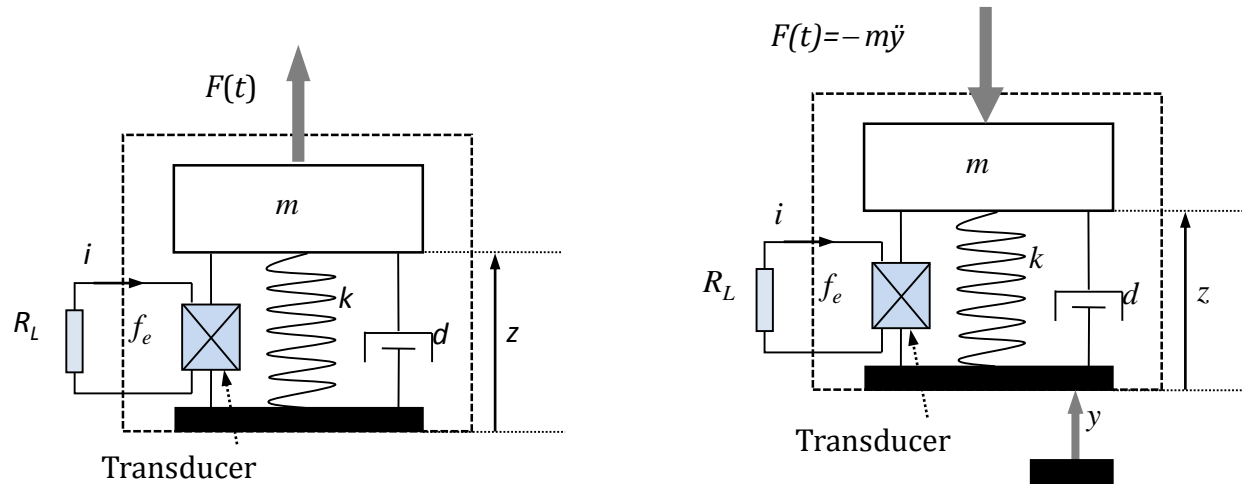 F(t)
m
i
k
R_L
f_e
d
z
Transducer
F(t)=−mÿ
m
i
k
R_L
f_e
d
z
y
Transducer